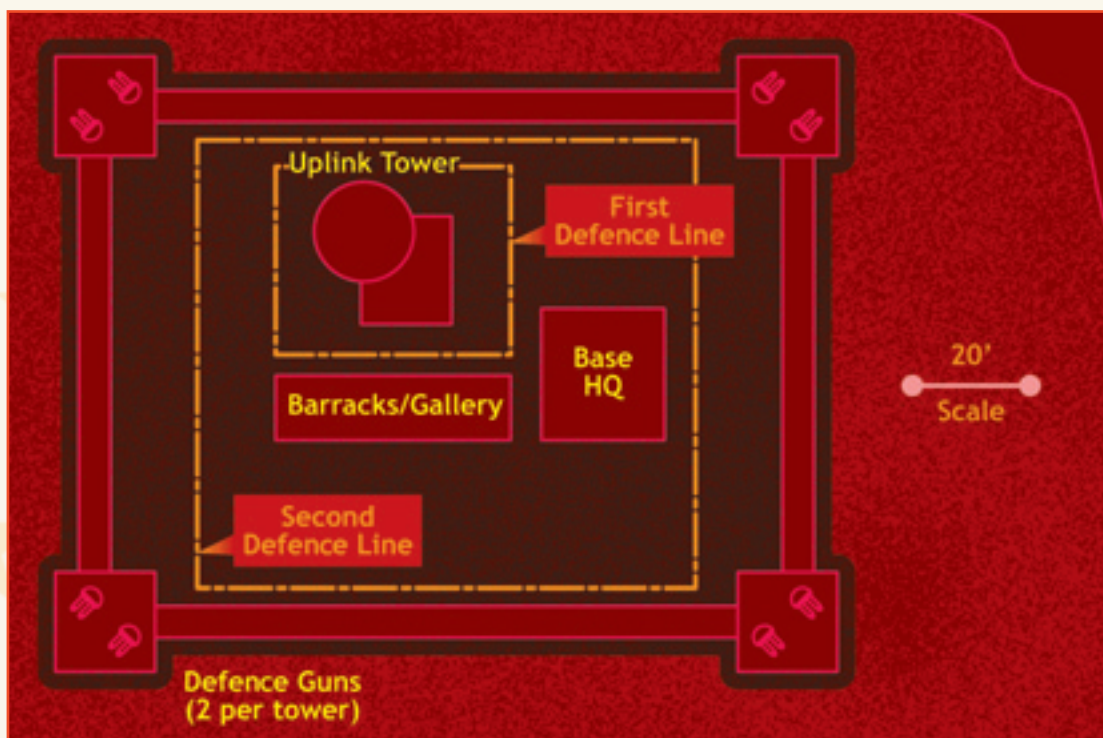 Uplink Tower
First
Defence Line
Base
HQ
20'
Scale
Barracks/Gallery
Second
Defence Line
Defence Guns
(2 per tower)